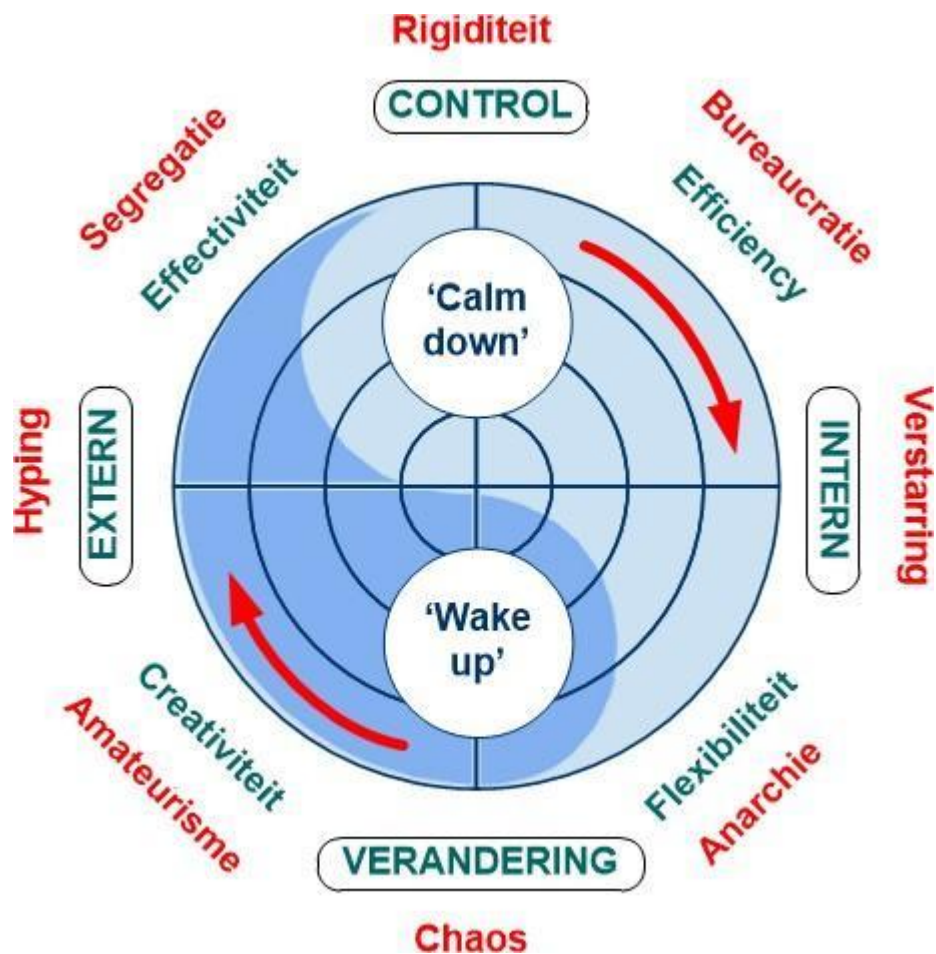 Rigiditeit
CONTROL
Segregatie
Effectiviteit
Bureaucratie
Efficiency
‘Calm
down’
Hyping
EXTERN
INTERN
Verstarring
‘Wake
up’
Creativiteit
Amateurisme
Flexibiliteit
Anarchie
VERANDERING
Chaos